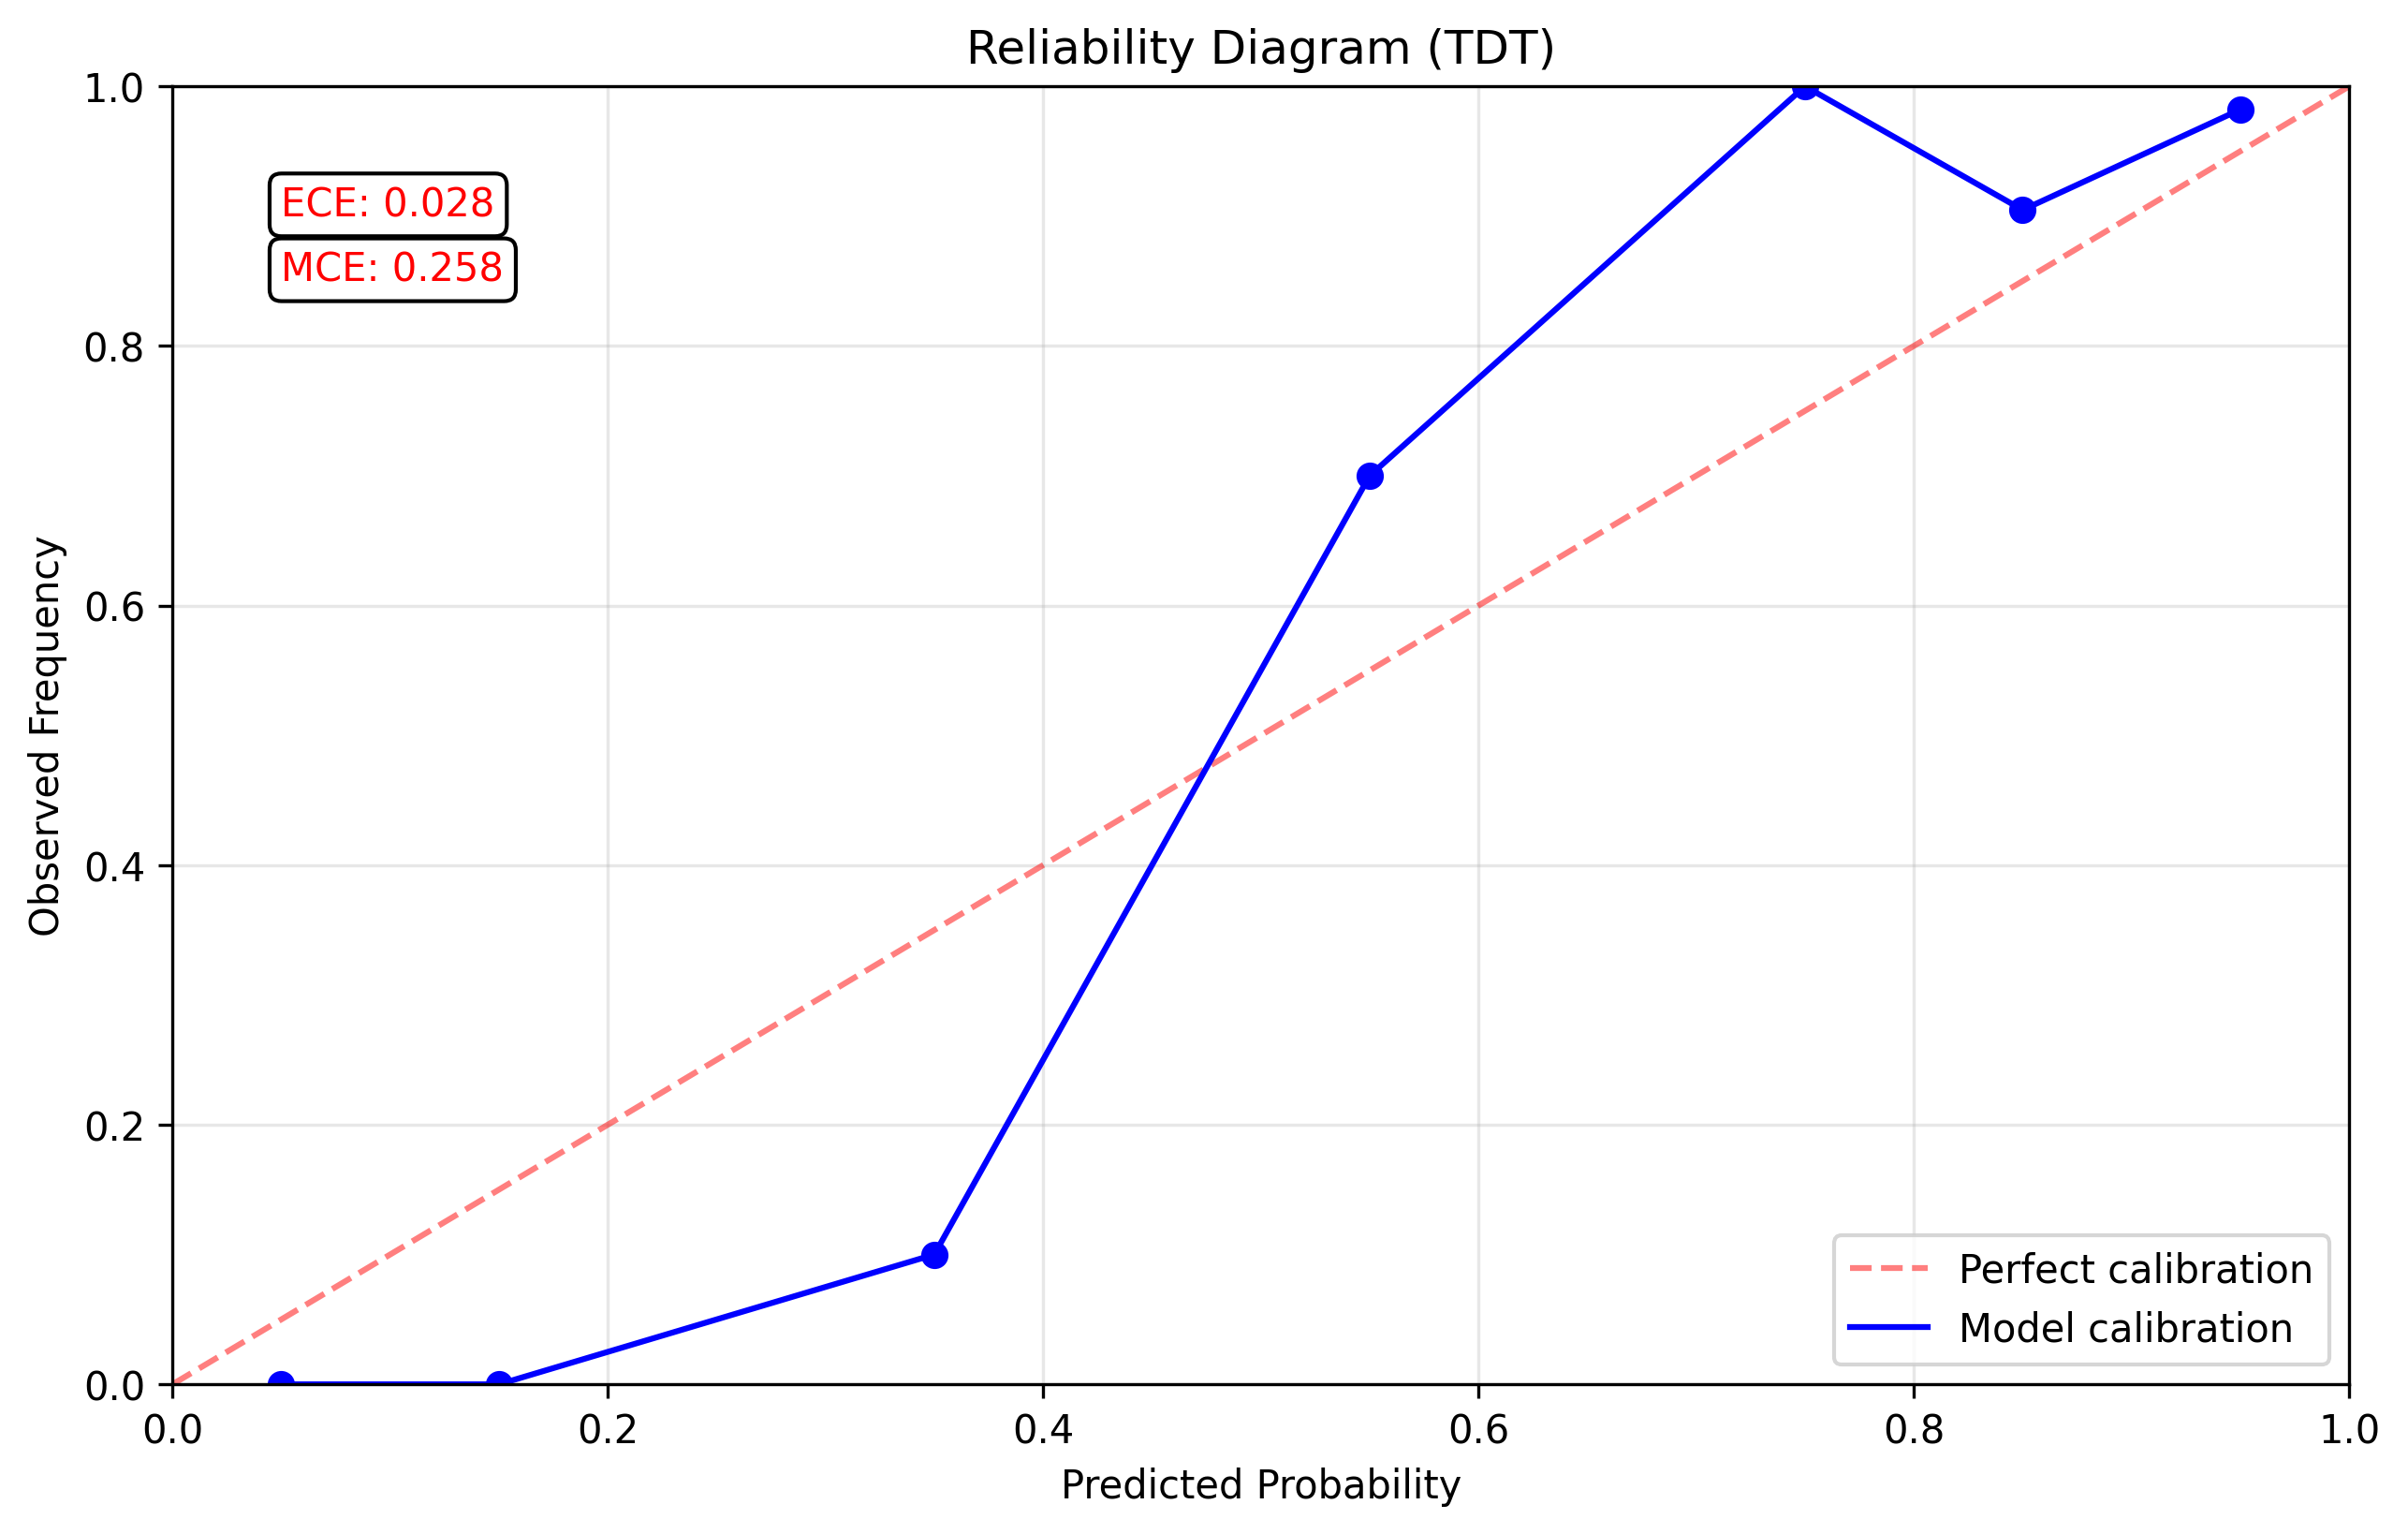 Reliability Diagram (TDT)
1.0
ECE: 0.028
MCE: 0.258
0.8
0.6
0.4
0.2
0.0
Observed Frequency
Perfect calibration
Model calibration
0.0 0.2 0.4 0.6 0.8 1.0
Predicted Probability